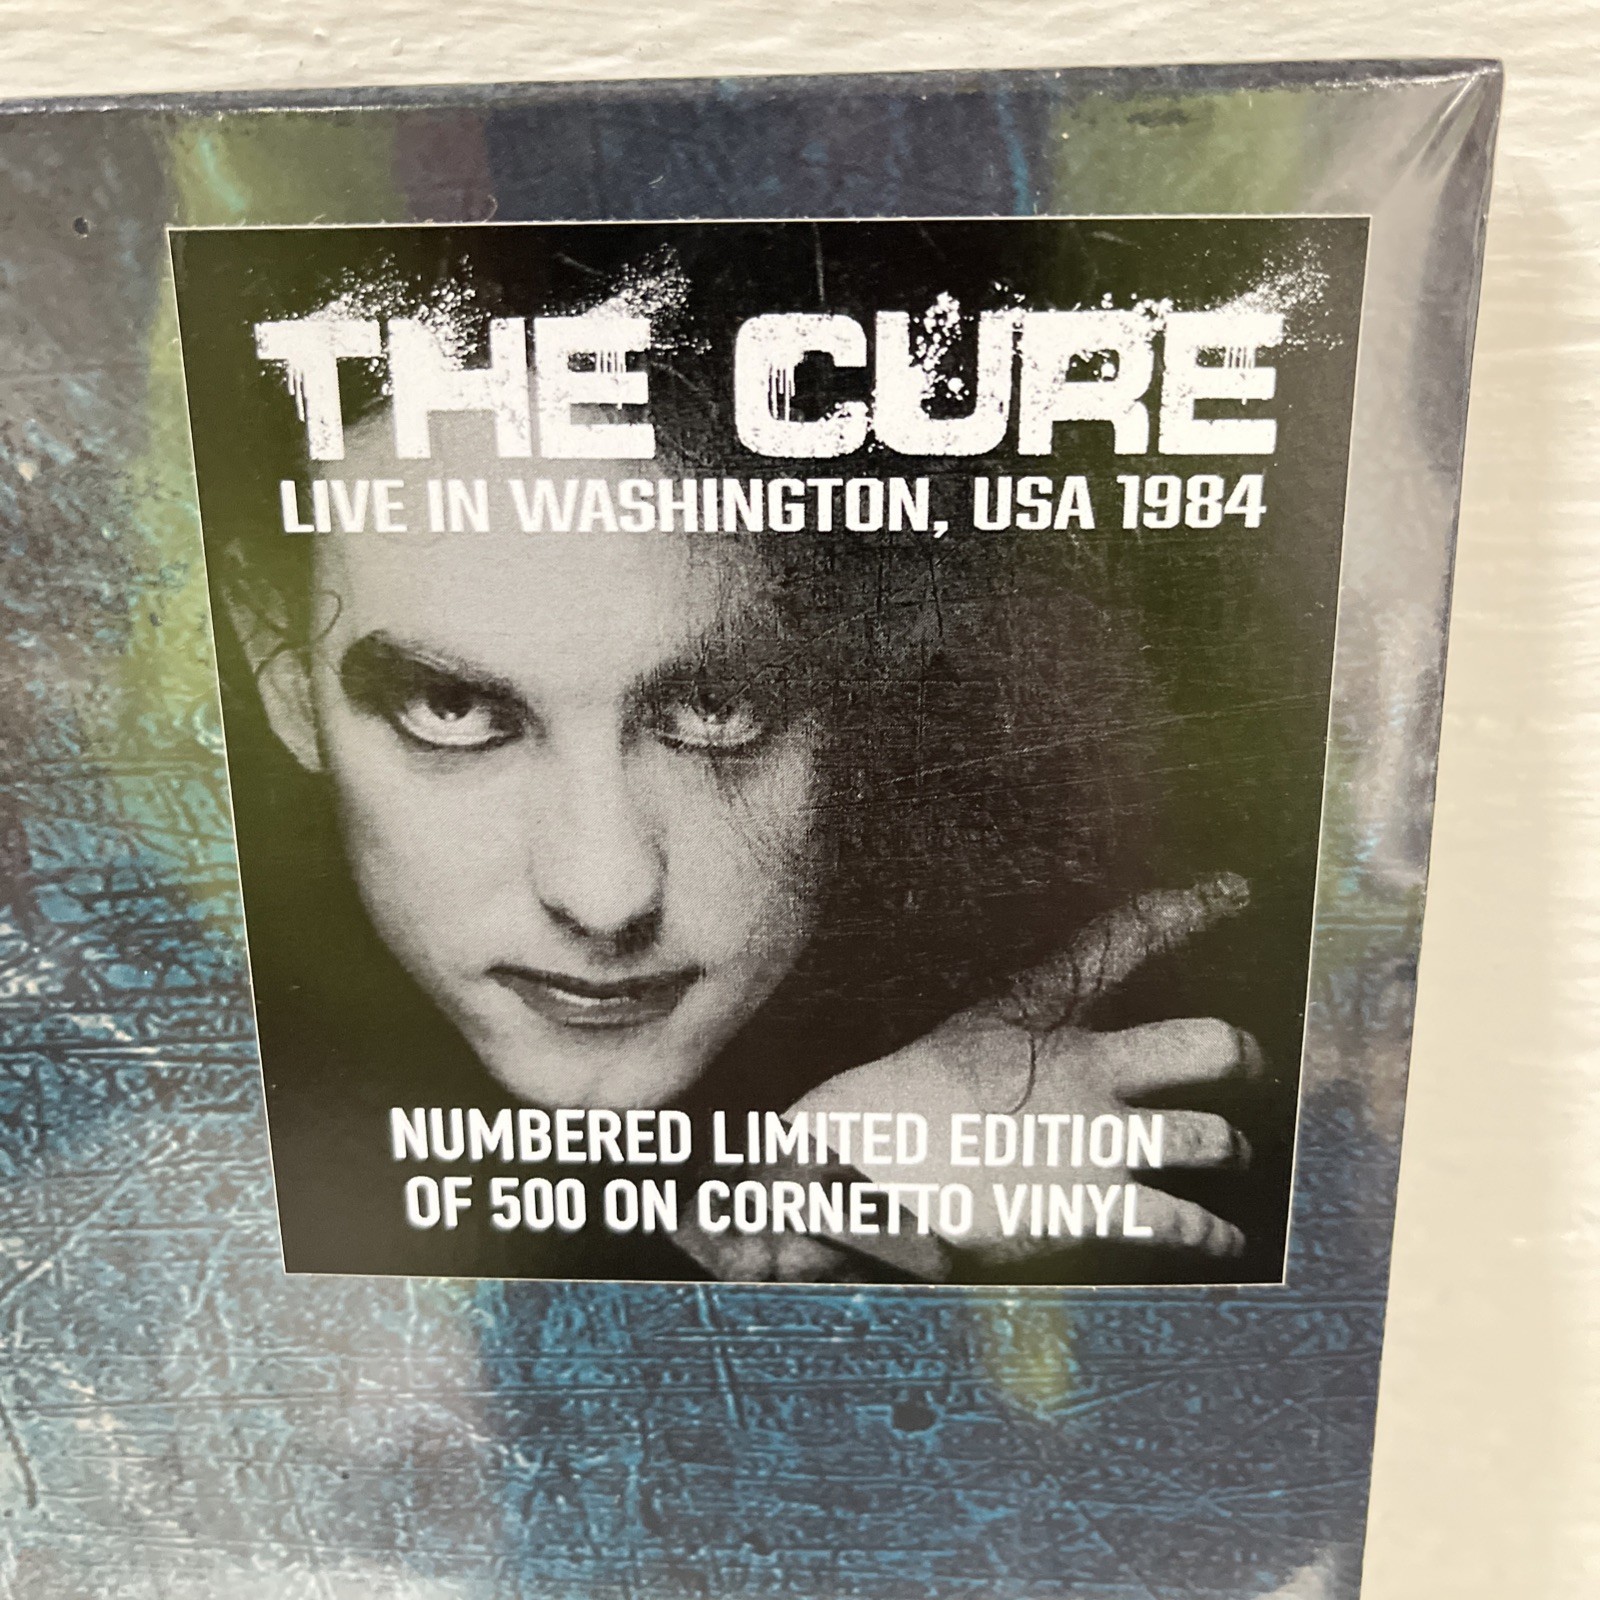 THE CURE
LIVE IN WASHINGTON, USA 1984
NUMBERED LIMITED EDITION
OF 500 ON CORNETTO VINYL